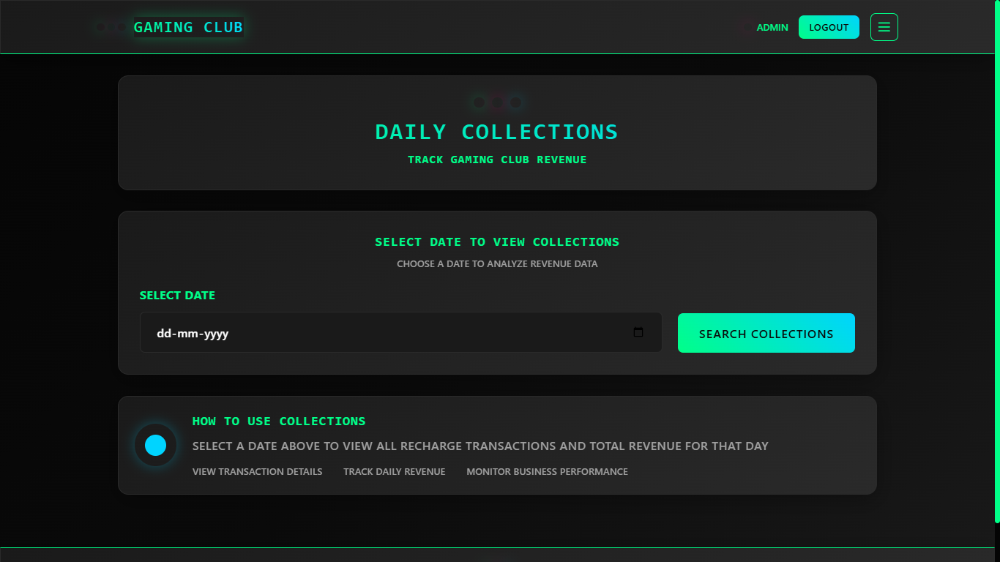 GAMING CLUB
ADMIN
LOGOUT
DAILY COLLECTIONS
TRACK GAMING CLUB REVENUE
SELECT DATE TO VIEW COLLECTIONS
CHOOSE A DATE TO ANALYZE REVENUE DATA
SELECT DATE
dd-mm-yyyy
SEARCH COLLECTIONS
HOW TO USE COLLECTIONS
SELECT A DATE ABOVE TO VIEW ALL RECHARGE TRANSACTIONS AND TOTAL REVENUE FOR THAT DAY
VIEW TRANSACTION DETAILS
TRACK DAILY REVENUE
MONITOR BUSINESS PERFORMANCE